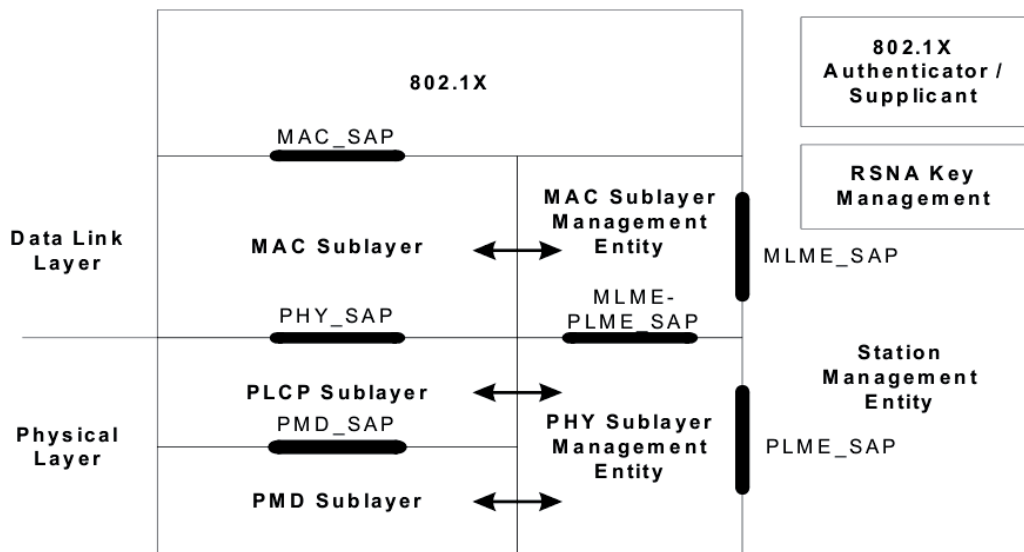 802.1X
802.1X
Authenticator /
Supplicant
MAC_SAP
RSNA Key
Management
Data Link
Layer
MAC Sublayer
MAC Sublayer
Management
Entity
MLME_SAP
PHY_SAP
MLME-
PLME_SAP
Station
Management
Entity
Physical
Layer
PLCP Sublayer
PMD_SAP
PHY Sublayer
Management
Entity
PLME_SAP
PMD Sublayer